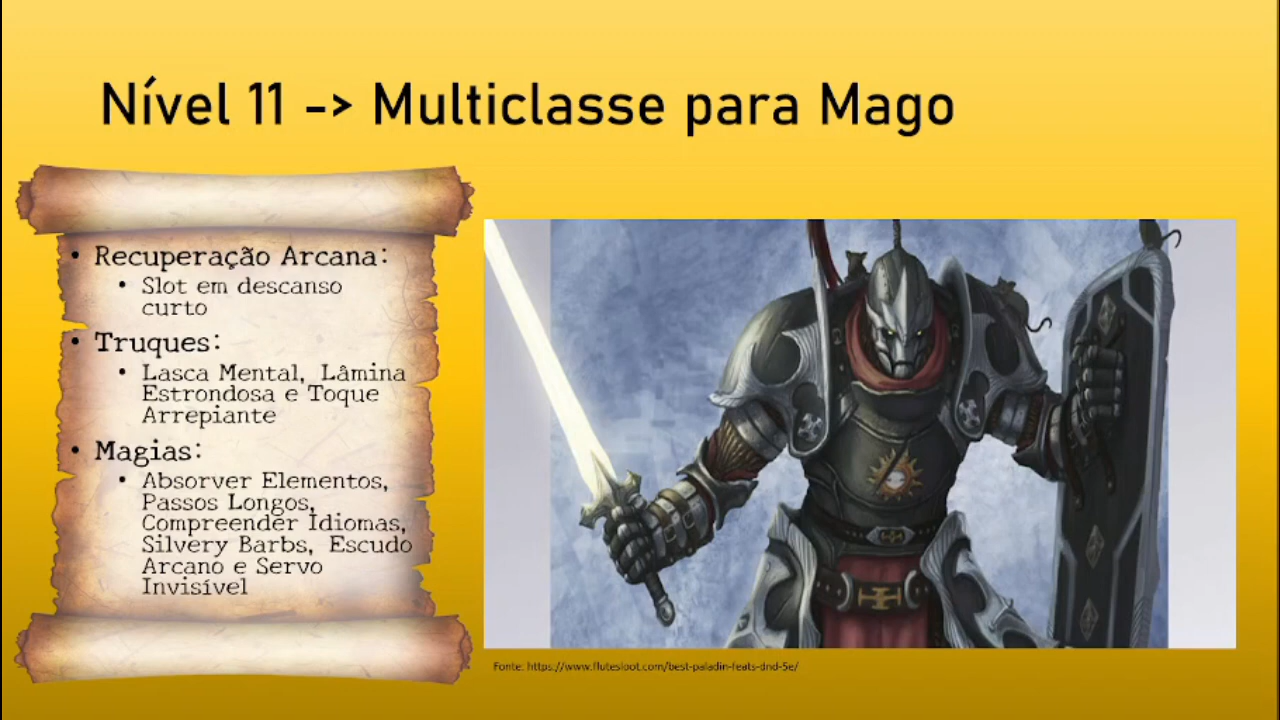 Nível 11 -> Multiclasse para Mago
• Recuperação Arcana:
• Slot em descanso
curto
• Truques:
• Lasca Mental, Lâmina
Estrondosa e Toque
Arrepiante
• Magias:
• Absorver Elementos,
Passos Longos,
Compreender Idiomas,
Silvery Barbs, Escudo
Arcano e Servo
Invisível
Fonte: https://www.flutesloot.com/best-paladin-feats-dnd-5e/